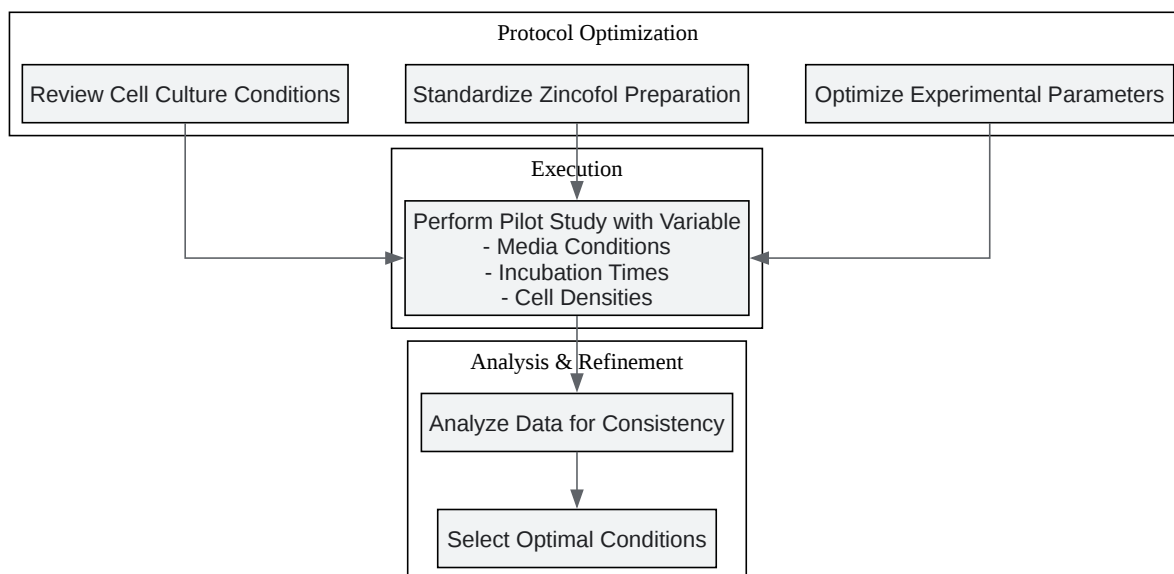 Protocol Optimization
Review Cell Culture Conditions
Standardize Zincofol Preparation
Optimize Experimental Parameters
Execution
Perform Pilot Study with Variable
- Media Conditions
- Incubation Times
- Cell Densities
Analysis & Refinement
Analyze Data for Consistency
Select Optimal Conditions